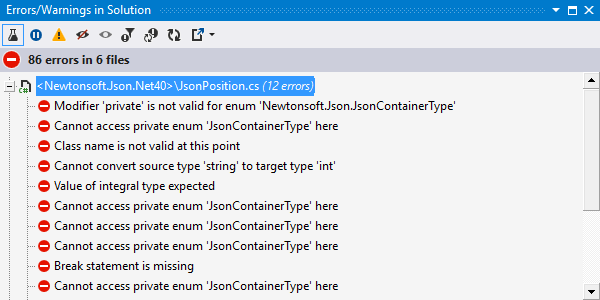 Errors/Warnings in Solution
86 errors in 6 files
C#
<Newtonsoft.Json.Net40>\JsonPosition.cs (12 errors)
Modifier 'private' is not valid for enum 'Newtonsoft.Json.JsonContainerType'
Cannot access private enum 'JsonContainerType' here
Class name is not valid at this point
Cannot convert source type 'string' to target type 'int'
Value of integral type expected
Cannot access private enum 'JsonContainerType' here
Cannot access private enum 'JsonContainerType' here
Cannot access private enum 'JsonContainerType' here
Break statement is missing
Cannot access private enum 'JsonContainerType' here